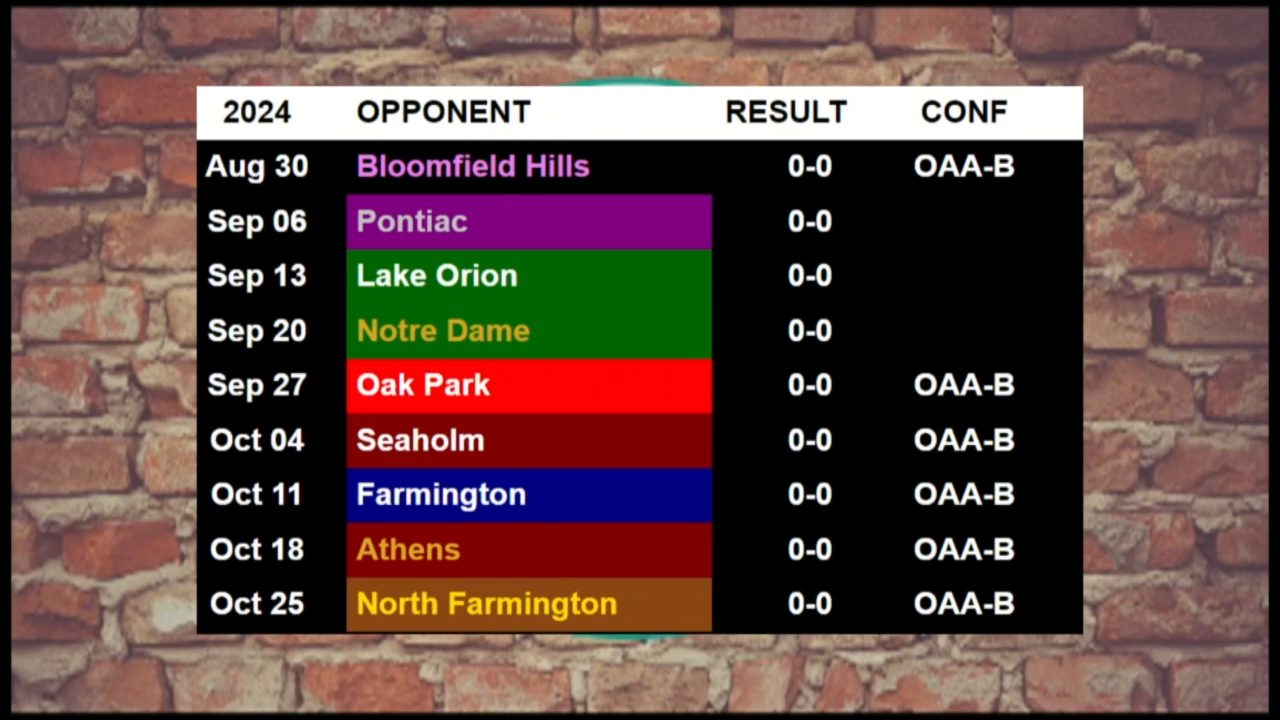 2024 OPPONENT RESULT CONF
Aug 30 Bloomfield Hills 0-0 OAA-B
Sep 06 Pontiac 0-0
Sep 13 Lake Orion 0-0
Sep 20 Notre Dame 0-0
Sep 27 Oak Park 0-0 OAA-B
Oct 04 Seaholm 0-0 OAA-B
Oct 11 Farmington 0-0 OAA-B
Oct 18 Athens 0-0 OAA-B
Oct 25 North Farmington 0-0 OAA-B